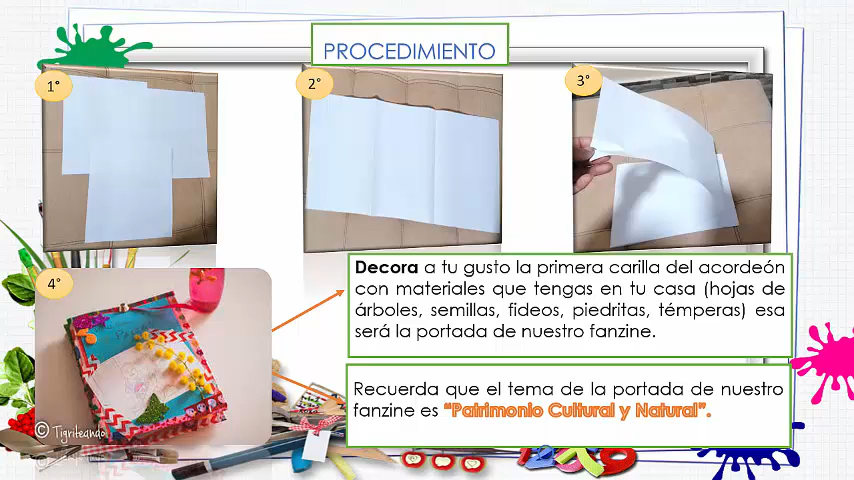 PROCEDIMIENTO
1°
2°
3°
4°
Decora a tu gusto la primera carilla del acordeón
con materiales que tengas en tu casa (hojas de
árboles, semillas, fideos, piedritas, témperas) esa
será la portada de nuestro fanzine.
Recuerda que el tema de la portada de nuestro
fanzine es “Patrimonio Cultural y Natural”.
© Tigriteando